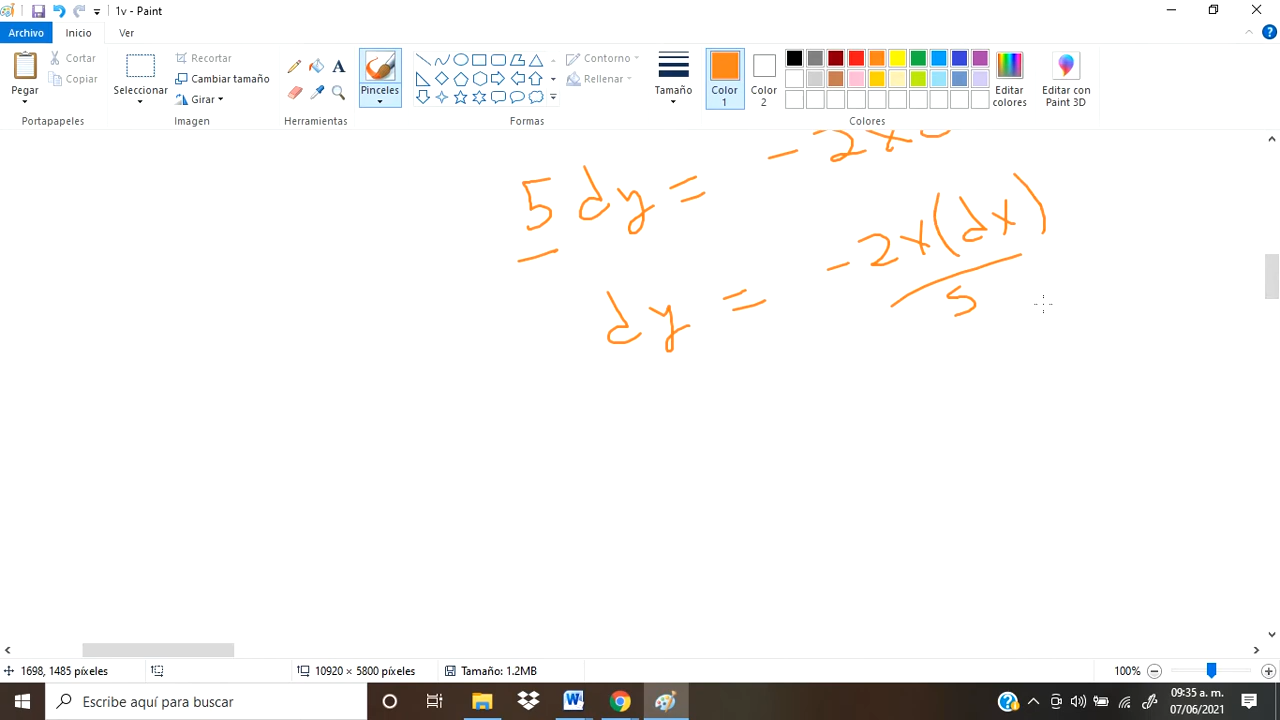 1v - Paint
Archivo Inicio Ver
Pegar
Cortar
Copiar
Portapapeles
Seleccionar
Recortar
Cambiar tamaño
Girar
Imagen
A
Herramientas
Pinceles
Contorno
Rellenar
Formas
Tamaño
Color 1
Color 2
Colores
Editar colores
Editar con Paint 3D
5 dy =
- 2x(dx)
5
dy =
1698, 1485 píxeles
10920 × 5800 píxeles
Tamaño: 1.2MB
100%
Escribe aquí para buscar
09:35 a. m.
07/06/2021